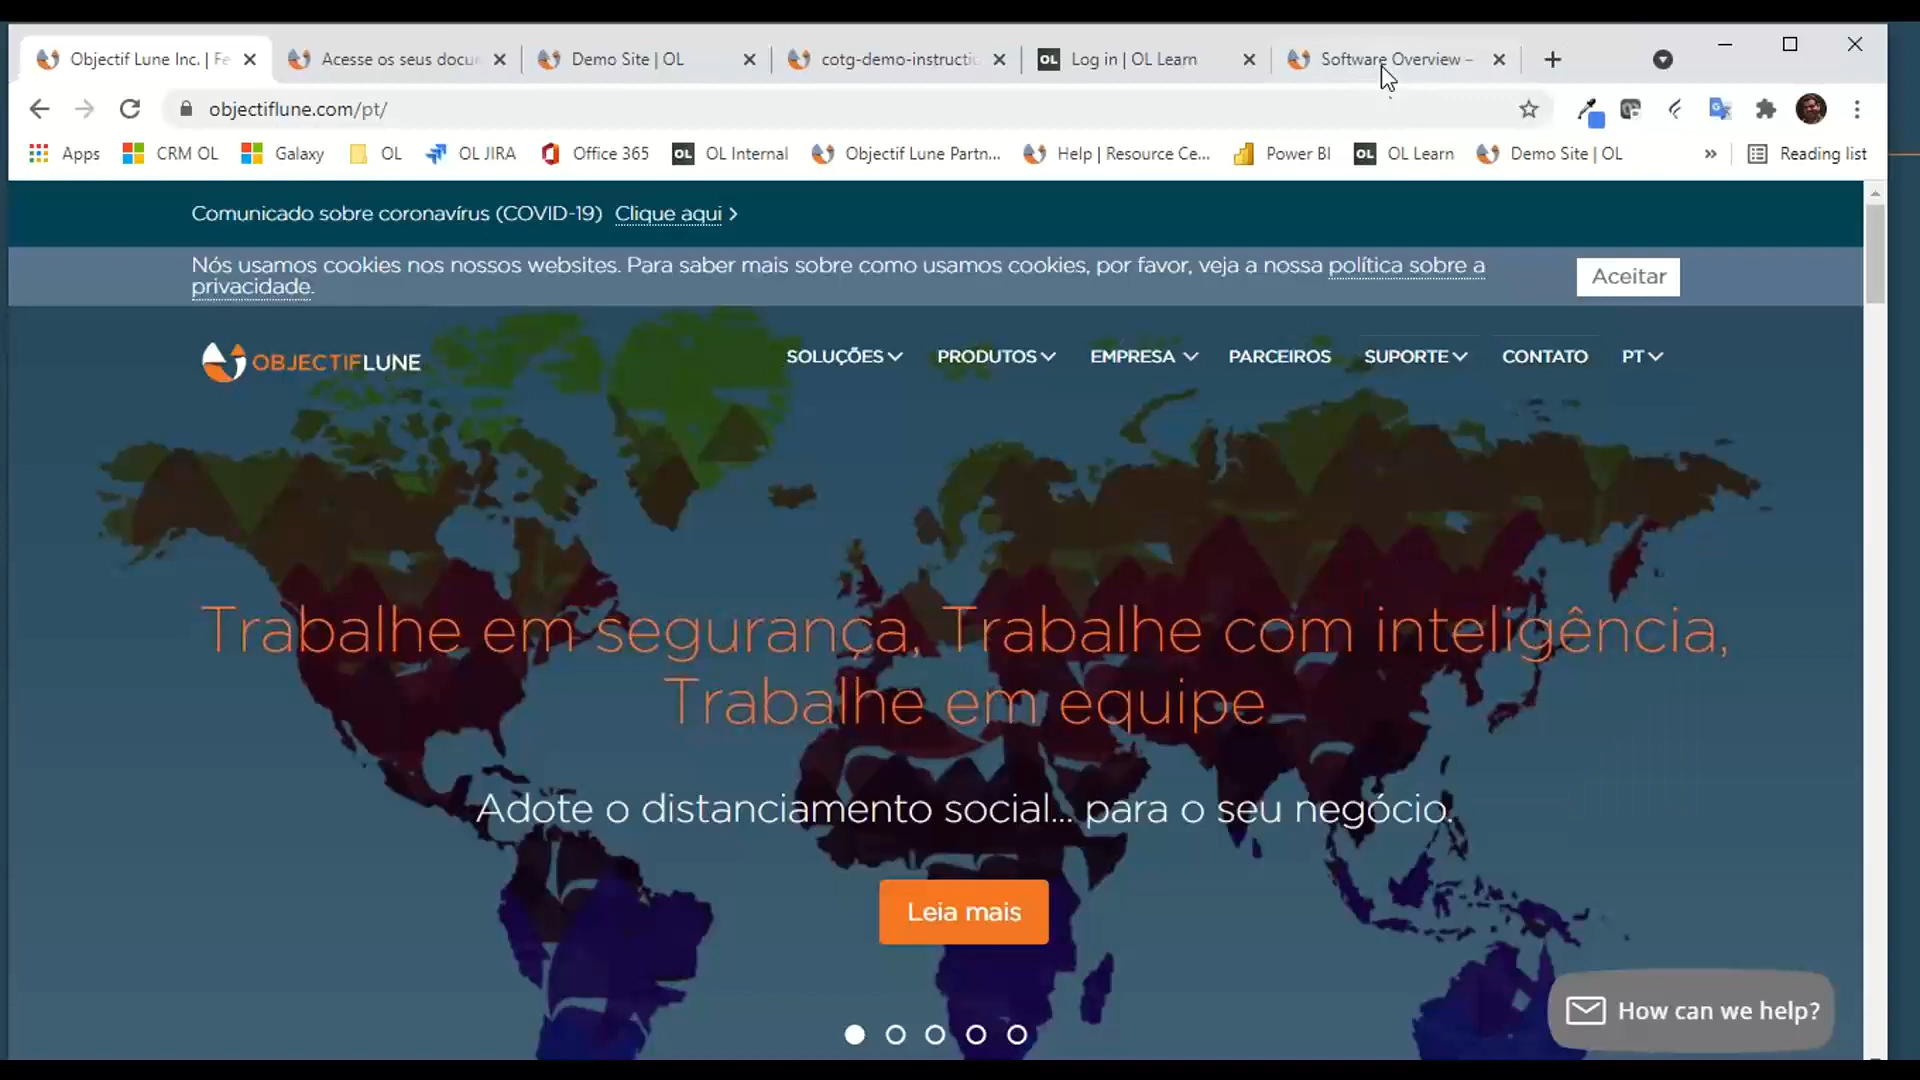 Objectif Lune Inc. | Fe
Acesse os seus docu
Demo Site | OL
cotg-demo-instructi
OL Log in | OL Learn
Software Overview –
objectiflune.com/pt/
Apps
CRM OL
Galaxy
OL
OL JIRA
Office 365
OL OL Internal
Objectif Lune Partn...
Help | Resource Ce...
Power BI
OL OL Learn
Demo Site | OL
»
Reading list
Comunicado sobre coronavírus (COVID-19) Clique aqui >
Nós usamos cookies nos nossos websites. Para saber mais sobre como usamos cookies, por favor, veja a nossa política sobre a
privacidade.
Aceitar
OBJECTIFLUNE
SOLUÇÕES
PRODUTOS
EMPRESA
PARCEIROS
SUPORTE
CONTATO
PT
Trabalhe em segurança, Trabalhe com inteligência,
Trabalhe em equipe
Adote o distanciamento social... para o seu negócio.
Leia mais
How can we help?